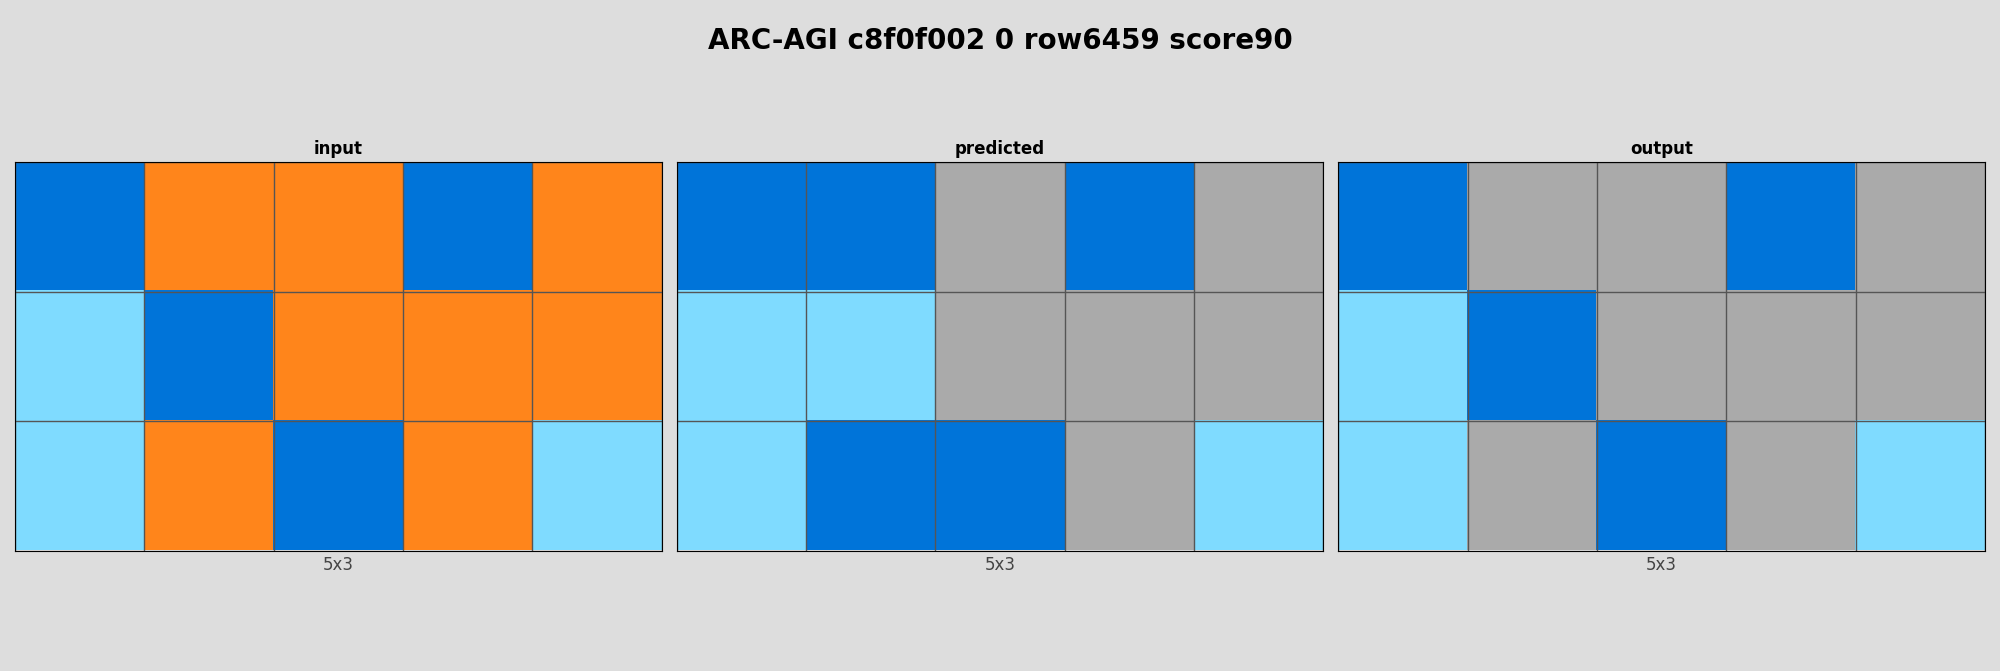 ARC-AGI c8f0f002 0 row6459 score90
input
predicted
output
5x3
5x3
5x3